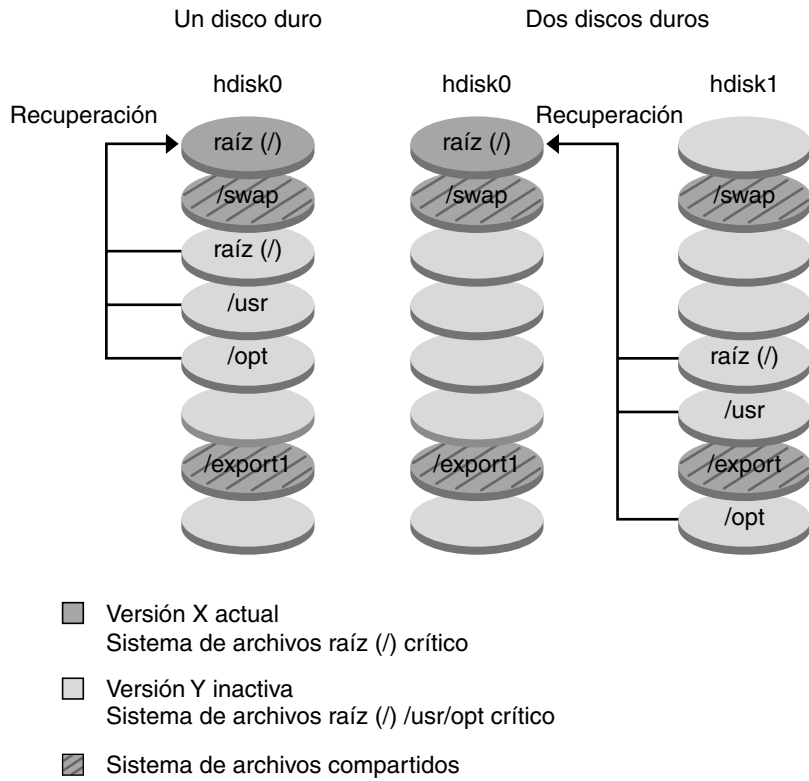 Un disco duro
Dos discos duros
hdisk0
hdisk0
hdisk1
Recuperación
Recuperación
raíz (/)
raíz (/)
/swap
/swap
/swap
raíz (/)
/usr
/opt
raíz (/)
/usr
/export1
/export1
/export
/opt
Versión X actual
Sistema de archivos raíz (/) crítico
Versión Y inactiva
Sistema de archivos raíz (/) /usr/opt crítico
Sistema de archivos compartidos